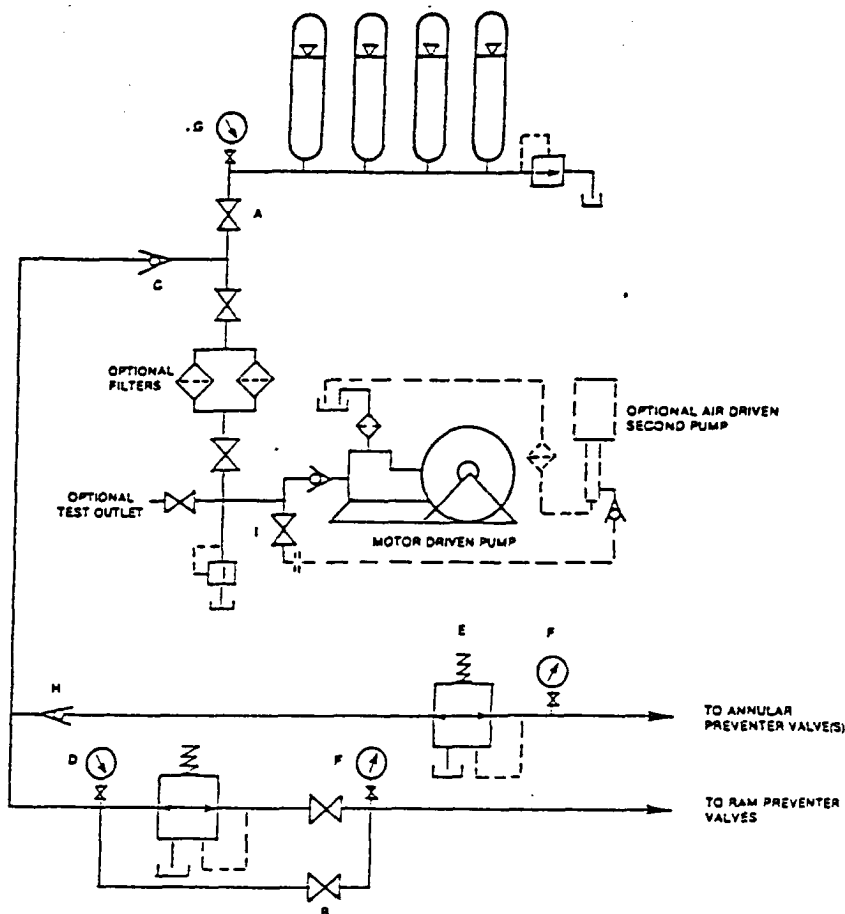 G
A
C
OPTIONAL
FILTERS
OPTIONAL AIR DRIVEN
SECOND PUMP
OPTIONAL
TEST OUTLET
I
MOTOR DRIVEN PUMP
E
F
H
TO ANNULAR
PREVENTER VALVE(S)
D
F
TO RAM PREVENTER
VALVES
B